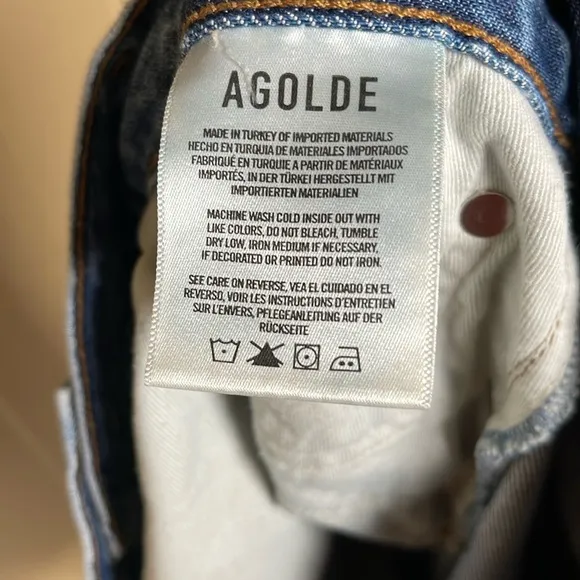 AGOLDE
MADE IN TURKEY OF IMPORTED MATERIALS
HECHO EN TURQUIA DE MATERIALES IMPORTADOS
FABRIQUÉ EN TURQUIE A PARTIR DE MATÉRIAUX
IMPORTÉS, IN DER TÜRKEI HERGESTELLT MIT
IMPORTIERTEN MATERIALIEN
MACHINE WASH COLD INSIDE OUT WITH
LIKE COLORS, DO NOT BLEACH, TUMBLE
DRY LOW, IRON MEDIUM IF NECESSARY,
IF DECORATED OR PRINTED DO NOT IRON.
SEE CARE ON REVERSE, VEA EL CUIDADO EN EL
REVERSO, VOIR LES INSTRUCTIONS D'ENTRETIEN
SUR L'ENVERS, PFLEGEANLEITUNG AUF DER
RÜCKSEITE